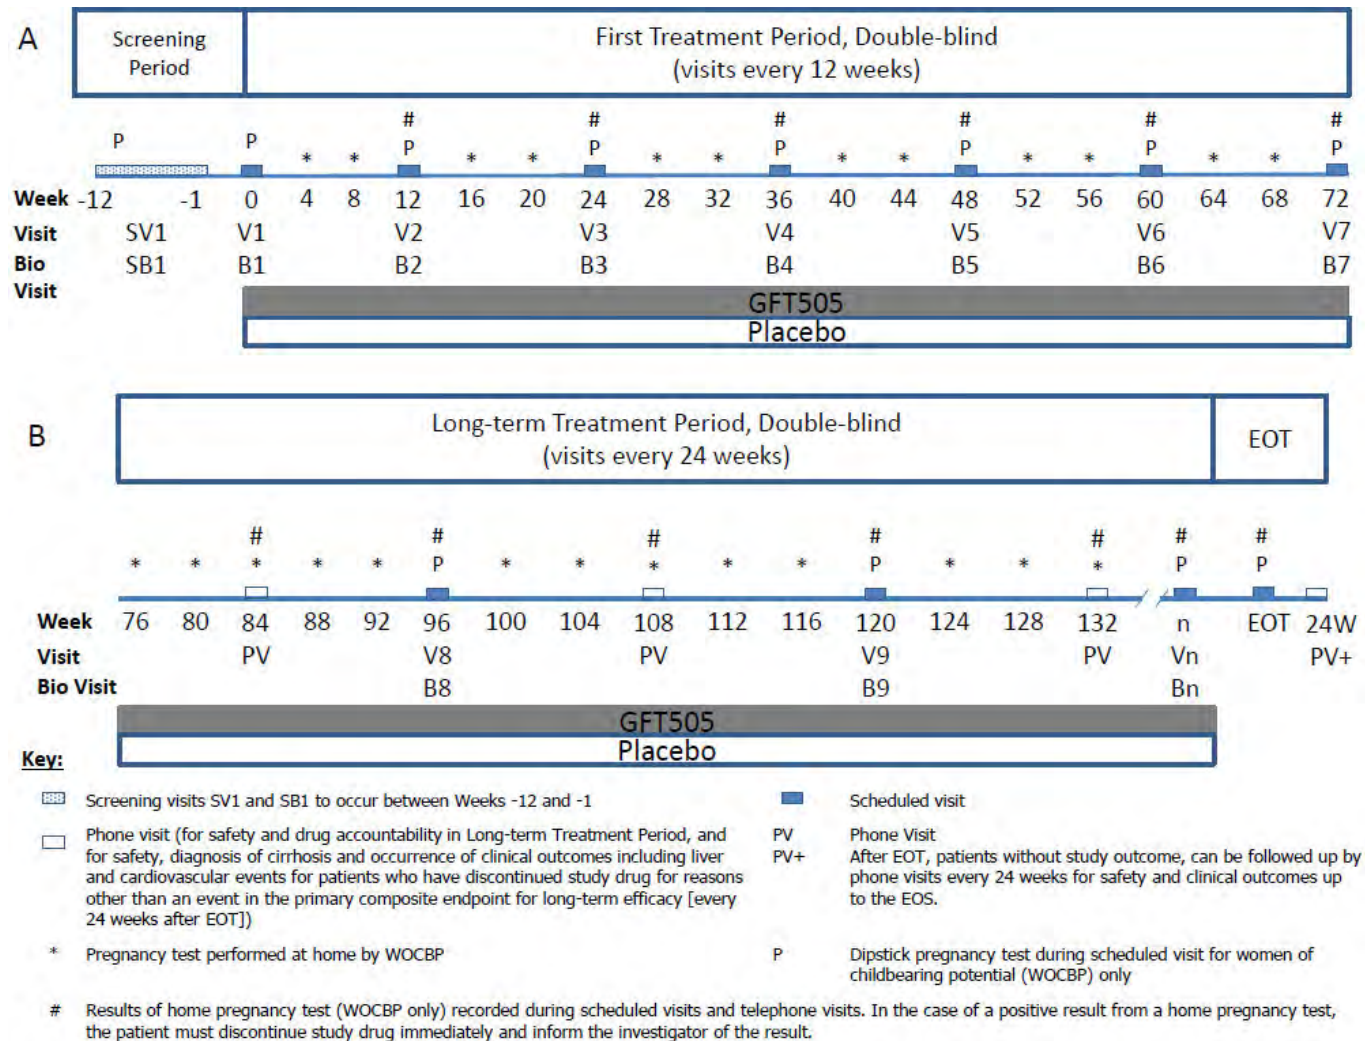 A
Screening
Period
First Treatment Period, Double-blind
(visits every 12 weeks)
# # # # # #
P P * * P * * P * * P * * P * * P * * P
Week -12 -1 0 4 8 12 16 20 24 28 32 36 40 44 48 52 56 60 64 68 72
Visit SV1 V1 V2 V3 V4 V5 V6 V7
Bio SB1 B1 B2 B3 B4 B5 B6 B7
Visit
GFT505
Placebo
B
Long-term Treatment Period, Double-blind
(visits every 24 weeks)
EOT
# # # # # # #
* * * * * P * * * * * P * * * P P
Week 76 80 84 88 92 96 100 104 108 112 116 120 124 128 132 n EOT 24W
Visit PV V8 PV V9 PV Vn PV+
Bio Visit B8 B9 Bn
GFT505
Placebo
Key:
Screening visits SV1 and SB1 to occur between Weeks -12 and -1
Scheduled visit
Phone visit (for safety and drug accountability in Long-term Treatment Period, and
for safety, diagnosis of cirrhosis and occurrence of clinical outcomes including liver
and cardiovascular events for patients who have discontinued study drug for reasons
other than an event in the primary composite endpoint for long-term efficacy [every
24 weeks after EOT])
PV Phone Visit
PV+ After EOT, patients without study outcome, can be followed up by
phone visits every 24 weeks for safety and clinical outcomes up
to the EOS.
* Pregnancy test performed at home by WOCBP
P Dipstick pregnancy test during scheduled visit for women of
childbearing potential (WOCBP) only
# Results of home pregnancy test (WOCBP only) recorded during scheduled visits and telephone visits. In the case of a positive result from a home pregnancy test,
the patient must discontinue study drug immediately and inform the investigator of the result.